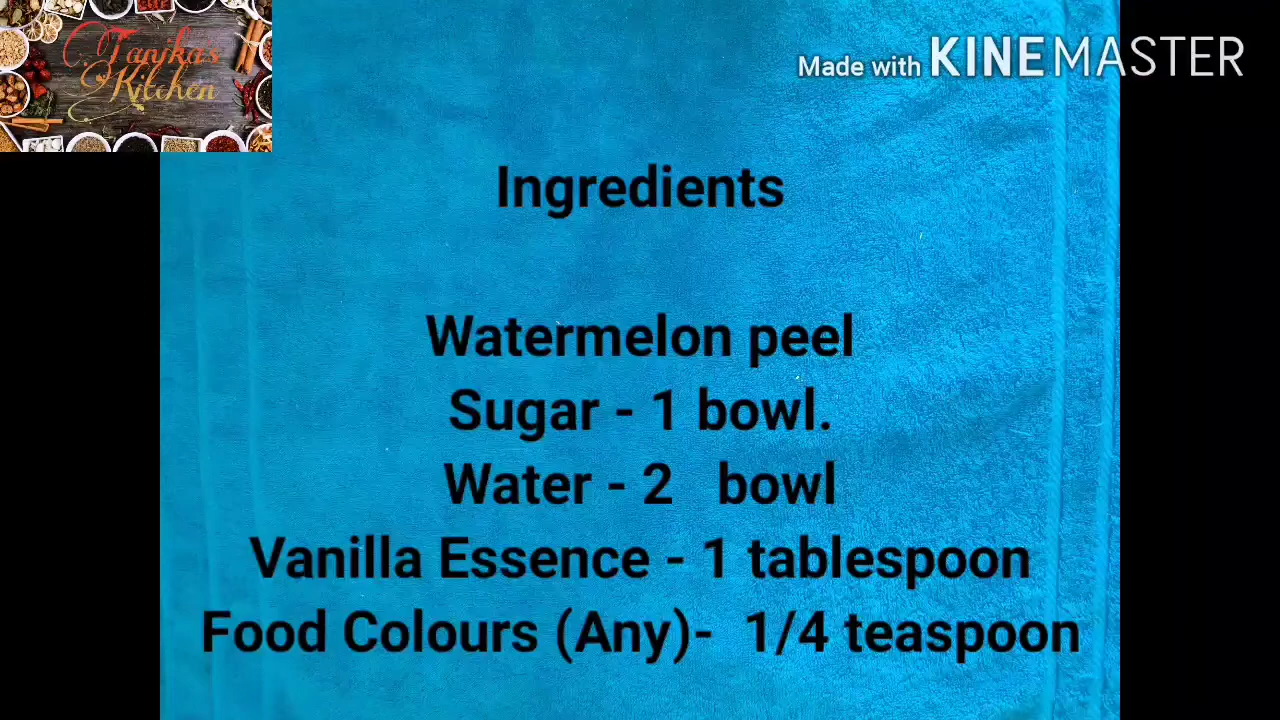 Tanika's
Kitchen
Made with KINEMASTER
Ingredients
Watermelon peel
Sugar - 1 bowl.
Water - 2 bowl
Vanilla Essence - 1 tablespoon
Food Colours (Any)- 1/4 teaspoon